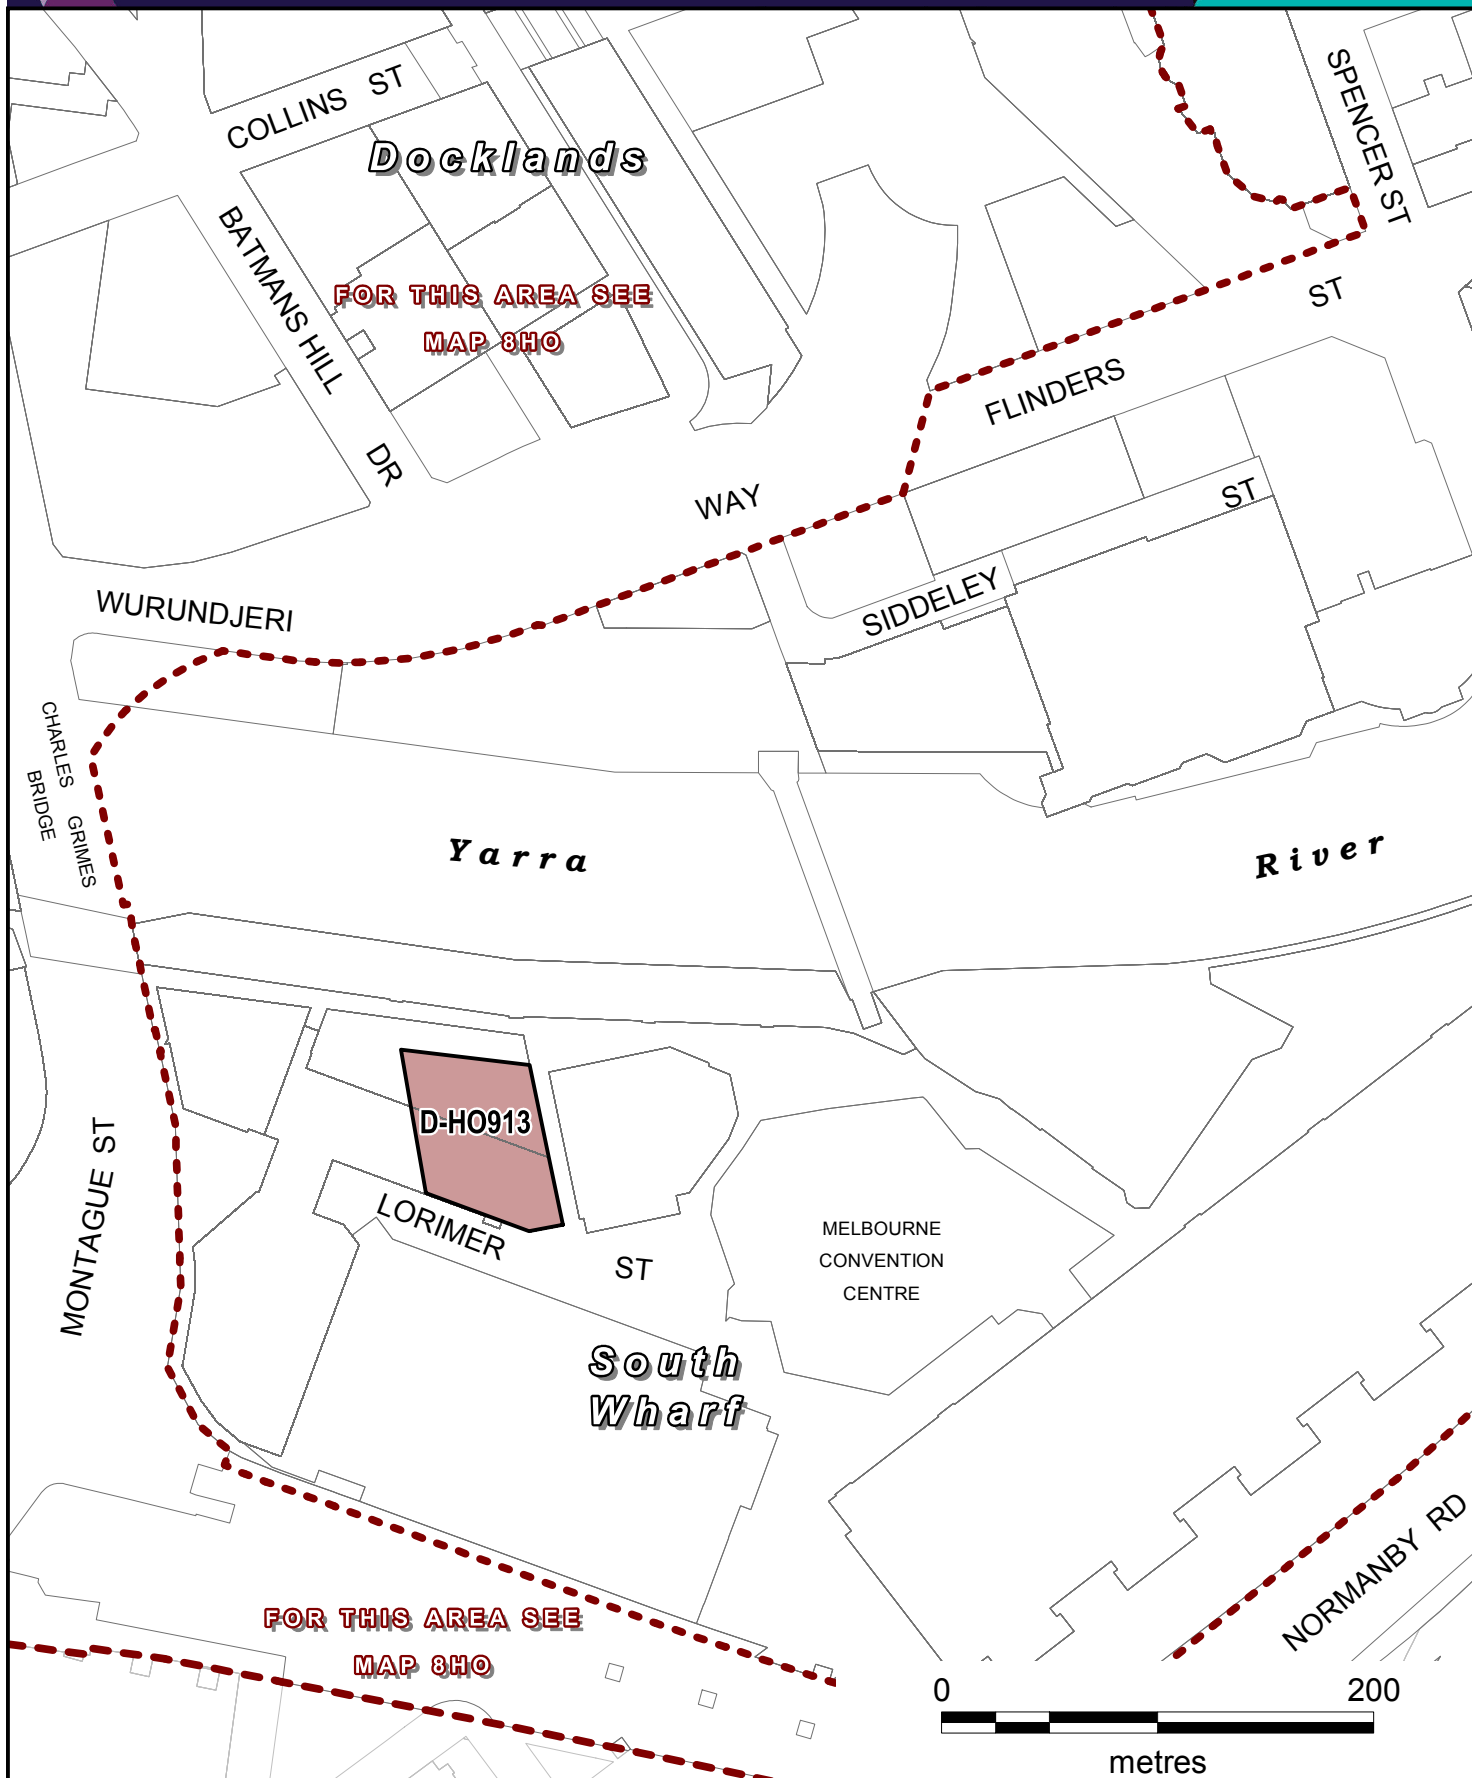 COLLINS ST
Docklands
SPENCER ST
BATMANS HILL DR
FOR THIS AREA SEE
MAP 8HO
FLINDERS ST
WURUNDJERI WAY
SIDDELEY ST
CHARLES GRIMES
BRIDGE
Yarra River
D-HO913
MONTAGUE ST
LORIMER ST
MELBOURNE
CONVENTION
CENTRE
South
Wharf
NORMANBY RD
FOR THIS AREA SEE
MAP 8HO
0 200
metres